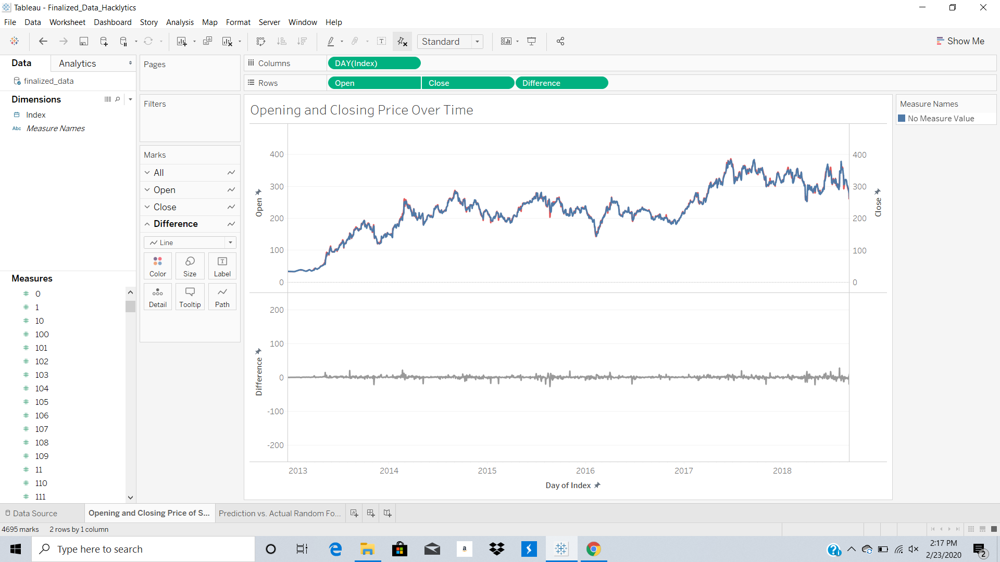 Tableau - Finalized_Data_Hacklytics
File Data Worksheet Dashboard Story Analysis Map Format Server Window Help
Standard
Show Me
Data Analytics
finalized_data
Dimensions
Index
Abc Measure Names
Measures
# 0
# 1
# 10
# 100
# 101
# 102
# 103
# 104
# 105
# 106
# 107
# 108
# 109
# 11
# 110
# 111
Pages
Filters
Marks
All
Open
Close
Difference
Line
Color Size Label
Detail Tooltip Path
Columns DAY(Index)
Rows Open Close Difference
Opening and Closing Price Over Time
400
300
200
100
0
Open
400
300
200
100
0
Close
200
100
0
-100
-200
Difference
2013 2014 2015 2016 2017 2018
Day of Index
Measure Names
No Measure Value
Data Source Opening and Closing Price of S... Prediction vs. Actual Random Fo...
4695 marks 2 rows by 1 column
Type here to search
a
2:17 PM
2/23/2020
2